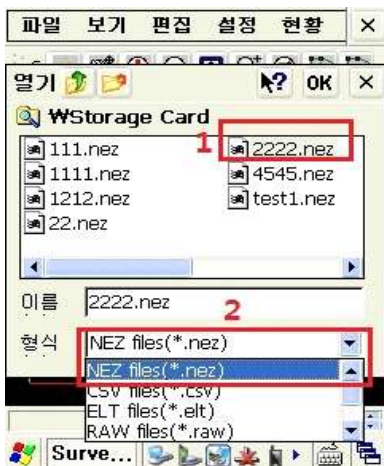 파일 보기 편집 설정 현황 ×
열기 ? OK ×
₩Storage Card
1
111.nez 2222.nez
1111.nez 4545.nez
1212.nez test1.nez
22.nez
이름 2222.nez
2
형식 NEZ files(*.nez)
NEZ files(*.nez)
CSV files(*.csv)
ELT files(*.elt)
RAW files(*.raw)
Surve...